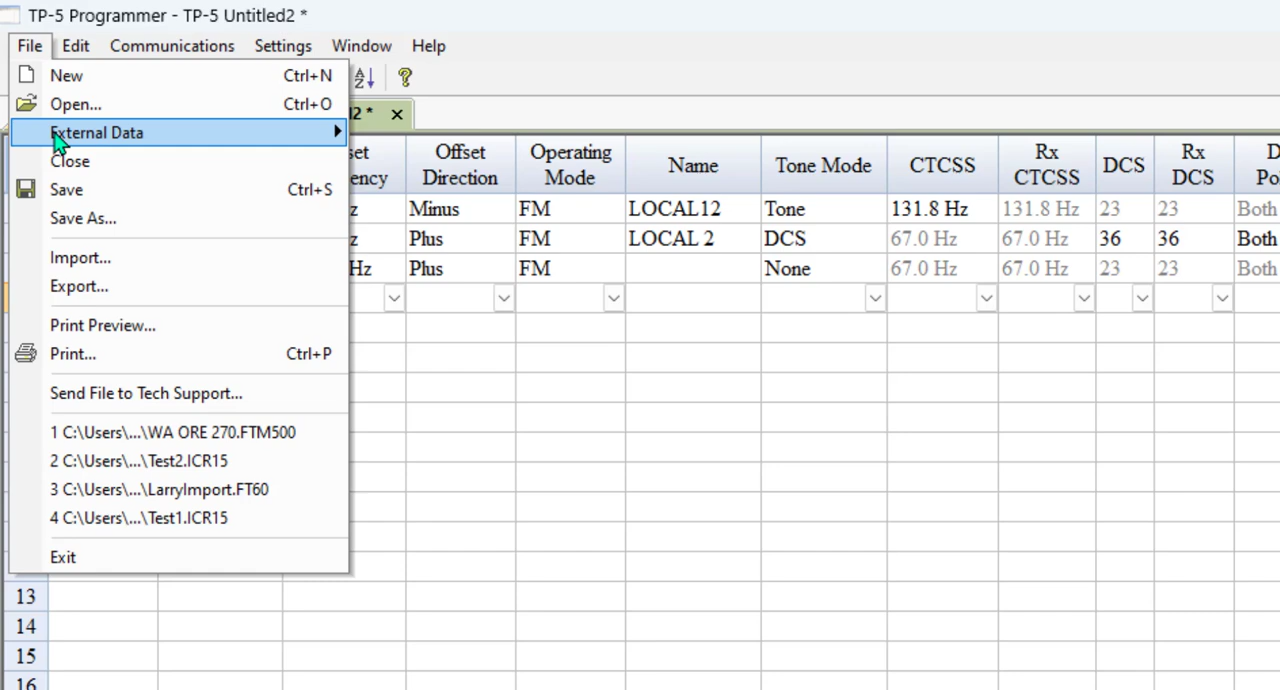 TP-5 Programmer - TP-5 Untitled2 *
File Edit Communications Settings Window Help
New Ctrl+N
Open... Ctrl+O
External Data
Close
Save Ctrl+S
Save As...
Import...
Export...
Print Preview...
Print... Ctrl+P
Send File to Tech Support...
1 C:\Users\...\WA ORE 270.FTM500
2 C:\Users\...\Test2.ICR15
3 C:\Users\...\LarryImport.FT60
4 C:\Users\...\Test1.ICR15
Exit
2 *
Offset Direction Operating Mode Name Tone Mode CTCSS Rx CTCSS DCS Rx DCS
Minus FM LOCAL12 Tone 131.8 Hz 131.8 Hz 23 23 Both
Plus FM LOCAL 2 DCS 67.0 Hz 67.0 Hz 36 36 Both
Hz Plus FM None 67.0 Hz 67.0 Hz 23 23 Both
13
14
15
16